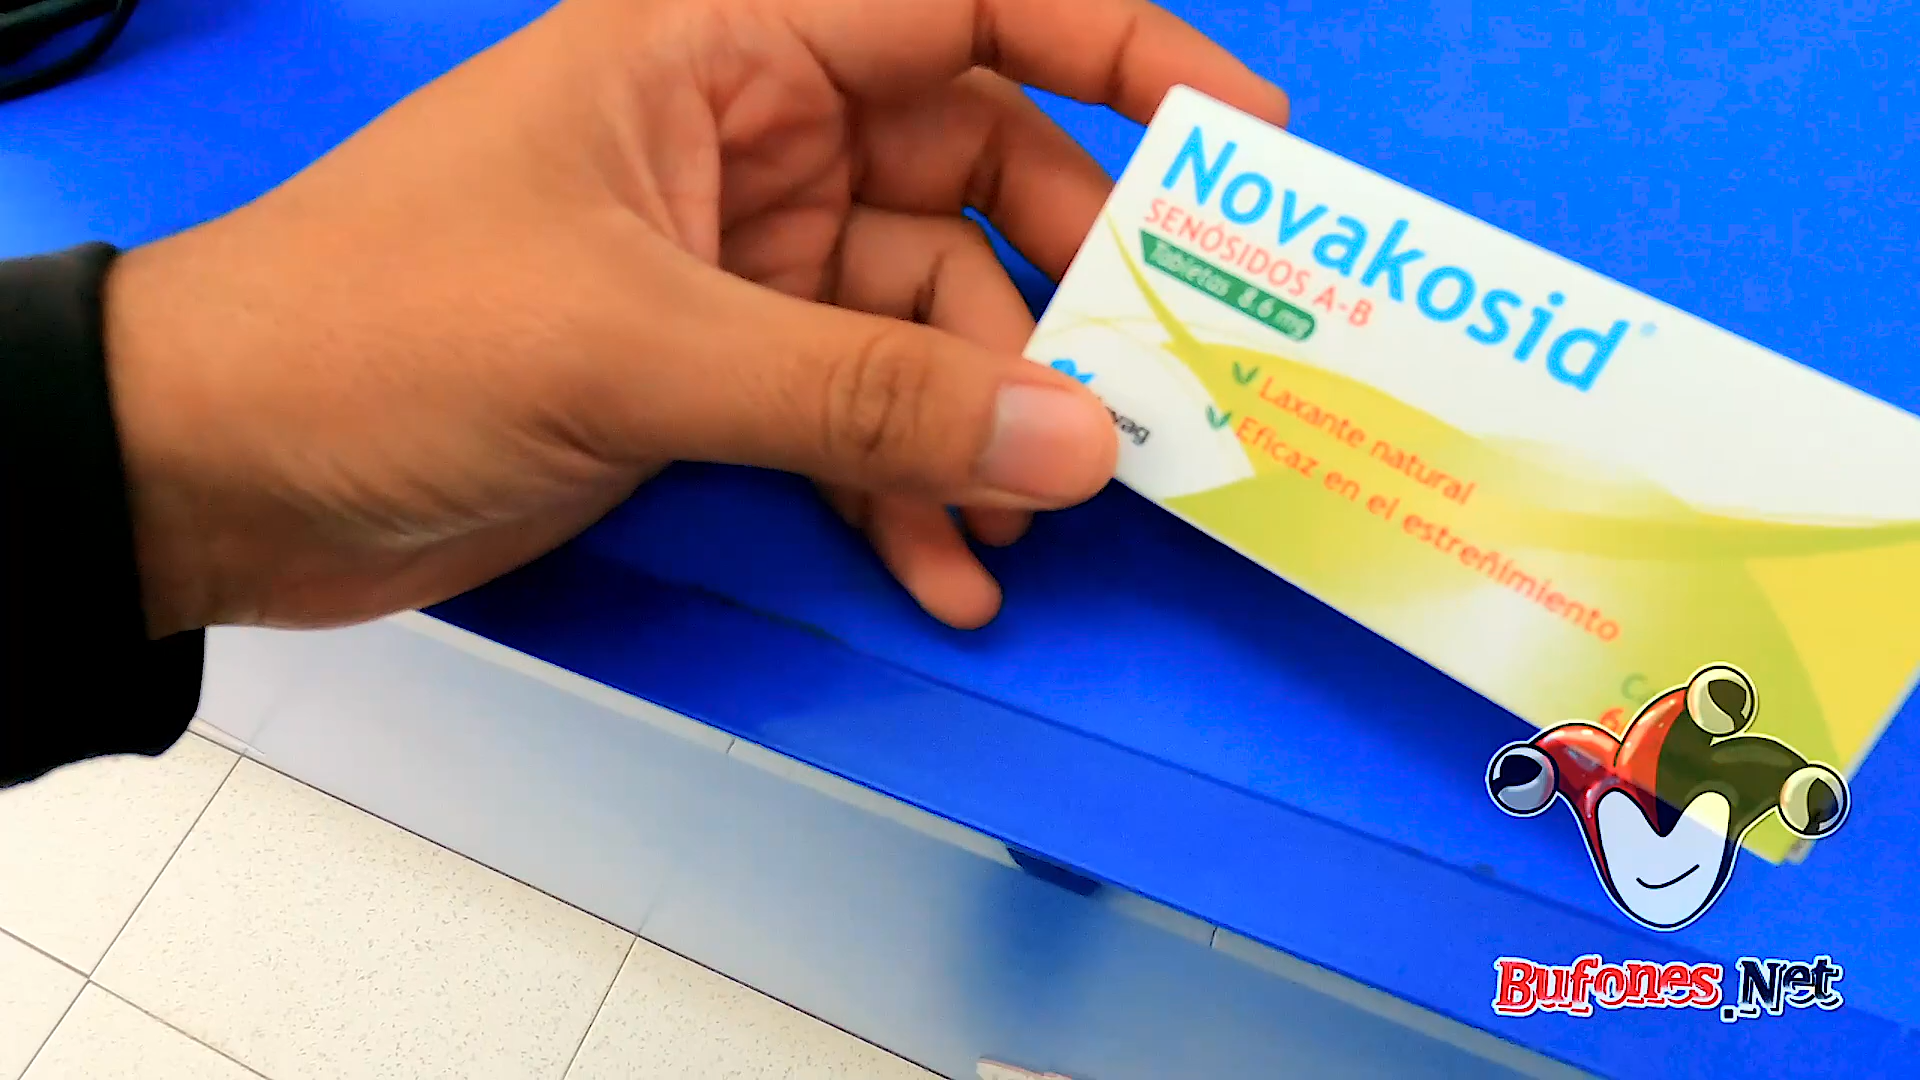 Novakosid
SENÓSIDOS A-B
Tabletas 8.6 mg
Laxante natural
Eficaz en el estreñimiento
Bufones.Net